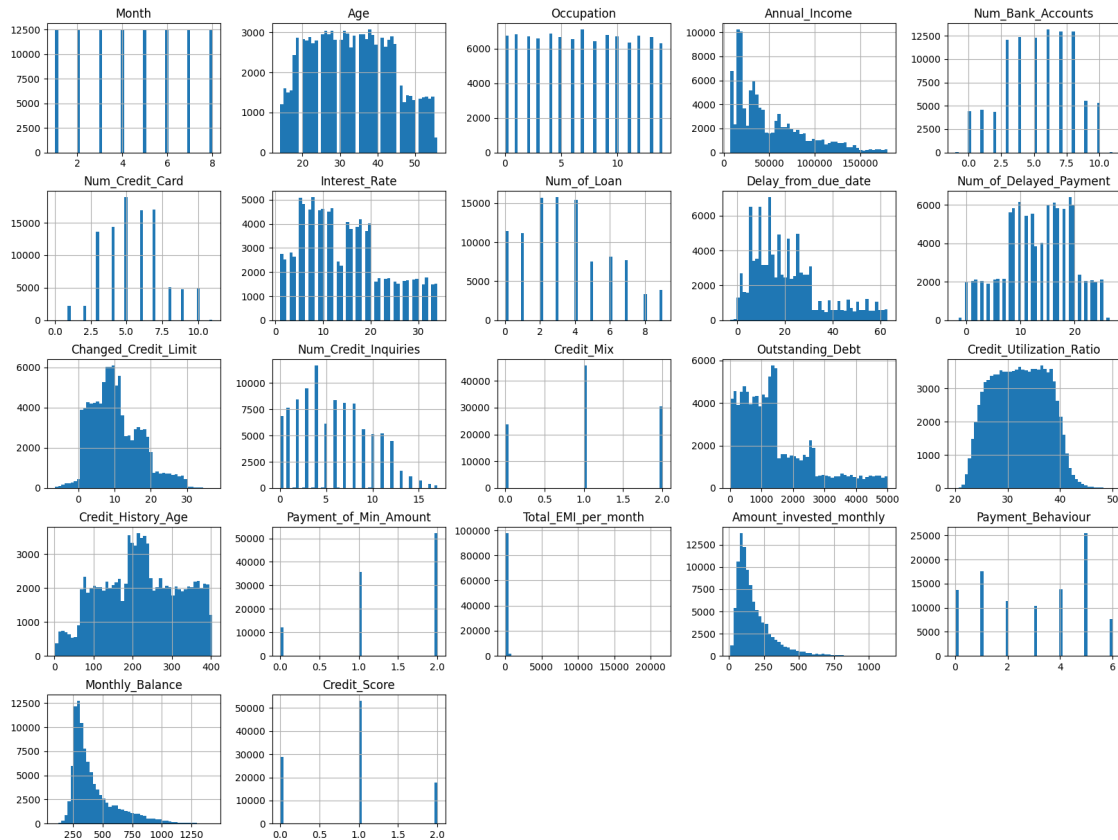 Month Age Occupation Annual_Income Num_Bank_Accounts
12500 10000 7500 5000 2500 0
2 4 6 8
3000 2000 1000 0
20 30 40 50
6000 4000 2000 0
0 5 10
10000 8000 6000 4000 2000 0
50000 100000 150000
12500 10000 7500 5000 2500 0
0.0 2.5 5.0 7.5 10.0
Num_Credit_Card Interest_Rate Num_of_Loan Delay_from_due_date Num_of_Delayed_Payment
15000 10000 5000 0
0.0 2.5 5.0 7.5 10.0
5000 4000 3000 2000 1000 0
0 10 20 30
15000 10000 5000 0
0 2 4 6 8
6000 4000 2000 0
0 20 40 60
6000 4000 2000 0
0 10 20
Changed_Credit_Limit Num_Credit_Inquiries Credit_Mix Outstanding_Debt Credit_Utilization_Ratio
6000 4000 2000 0
0 10 20 30
10000 7500 5000 2500 0
0 5 10 15
40000 30000 20000 10000 0
0.0 0.5 1.0 1.5 2.0
6000 4000 2000 0
0 1000 2000 3000 4000 5000
3000 2000 1000 0
20 30 40 50
Credit_History_Age Payment_of_Min_Amount Total_EMI_per_month Amount_invested_monthly Payment_Behaviour
3000 2000 1000 0
0 100 200 300 400
50000 40000 30000 20000 10000 0
0.0 0.5 1.0 1.5 2.0
100000 80000 60000 40000 20000 0
0 5000 10000 15000 20000
12500 10000 7500 5000 2500 0
0 250 500 750 1000
25000 20000 15000 10000 5000 0
0 2 4 6
Monthly_Balance Credit_Score
12500 10000 7500 5000 2500 0
250 500 750 1000 1250
50000 40000 30000 20000 10000 0
0.0 0.5 1.0 1.5 2.0